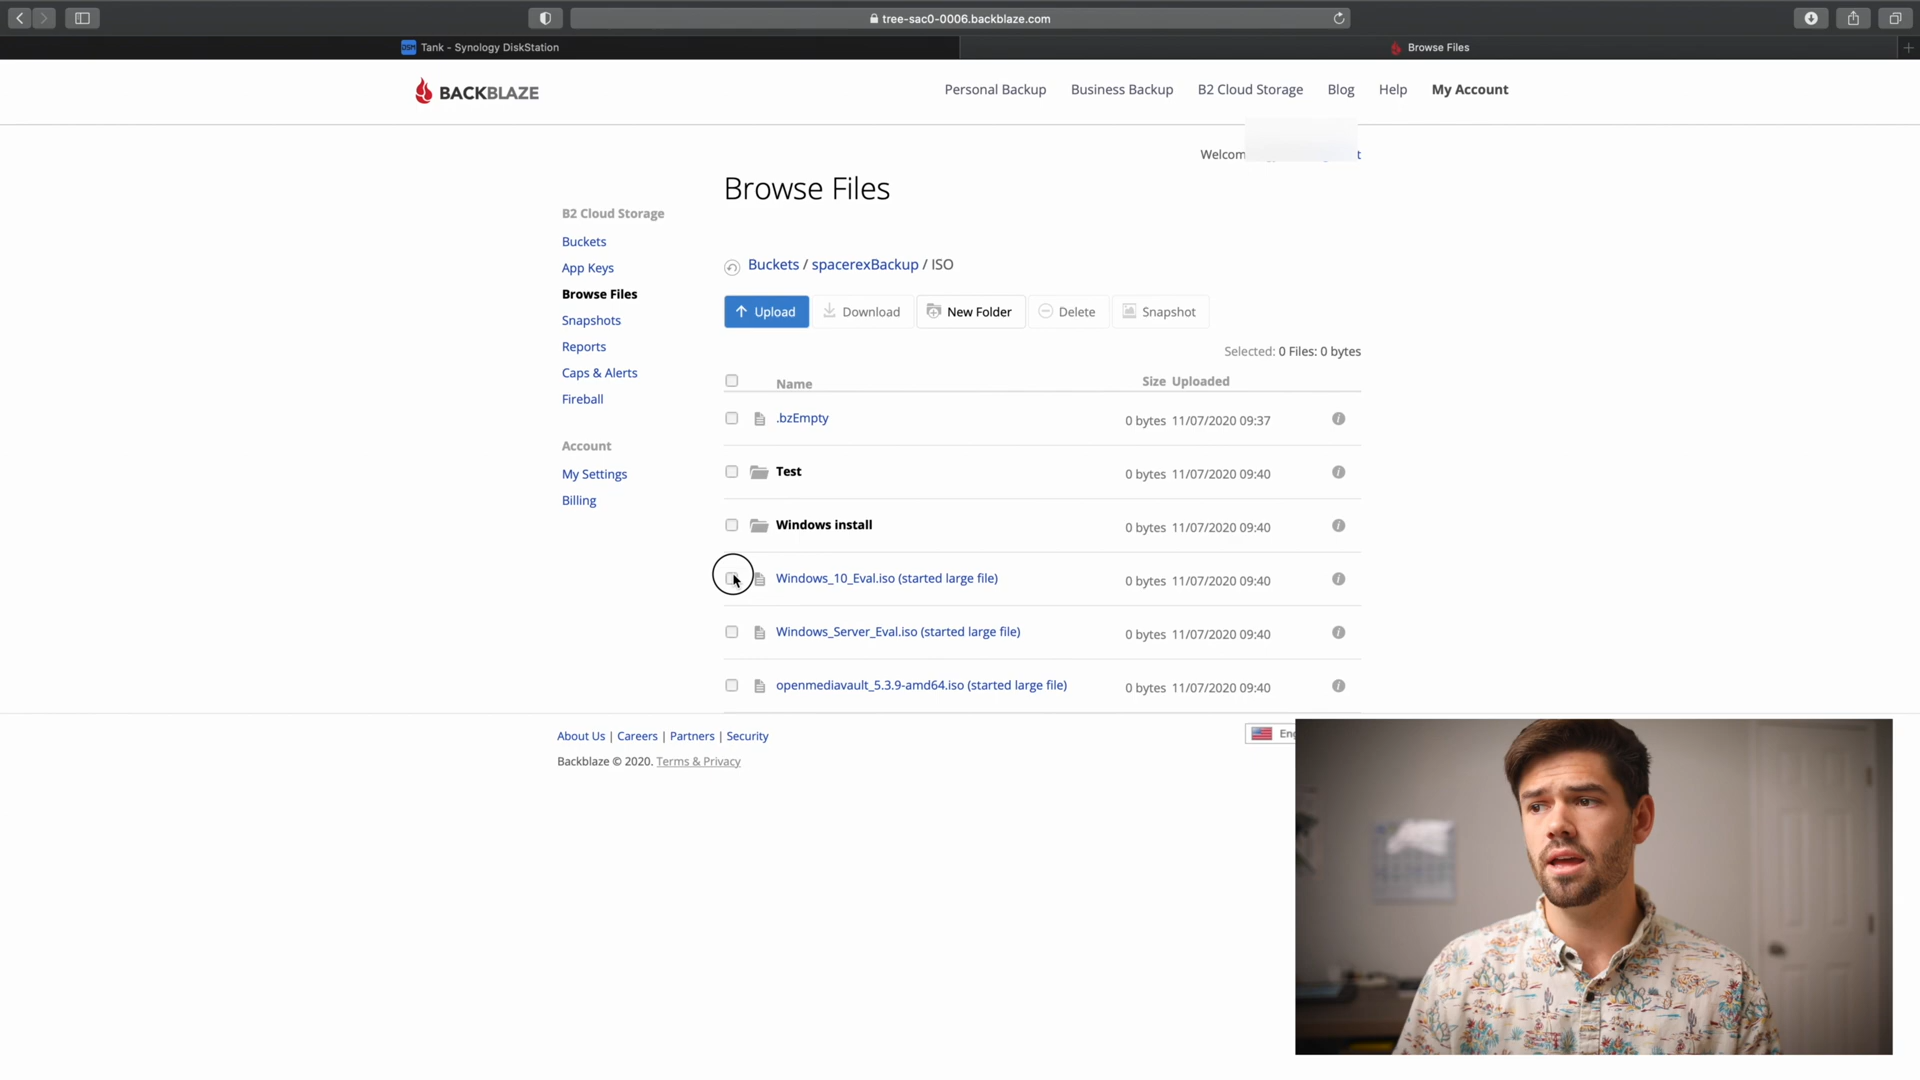 tree-sac0-0006.backblaze.com
DSM Tank - Synology DiskStation
Browse Files
BACKBLAZE
Personal Backup Business Backup B2 Cloud Storage Blog Help My Account
Browse Files
B2 Cloud Storage
Buckets
App Keys
Browse Files
Snapshots
Reports
Caps & Alerts
Fireball
Account
My Settings
Billing
Buckets / spacerexBackup / ISO
Upload Download New Folder Delete Snapshot
Selected: 0 Files: 0 bytes
Name Size Uploaded
.bzEmpty 0 bytes 11/07/2020 09:37
Test 0 bytes 11/07/2020 09:40
Windows install 0 bytes 11/07/2020 09:40
Windows_10_Eval.iso (started large file) 0 bytes 11/07/2020 09:40
Windows_Server_Eval.iso (started large file) 0 bytes 11/07/2020 09:40
openmediavault_5.3.9-amd64.iso (started large file) 0 bytes 11/07/2020 09:40
About Us | Careers | Partners | Security
Backblaze © 2020. Terms & Privacy